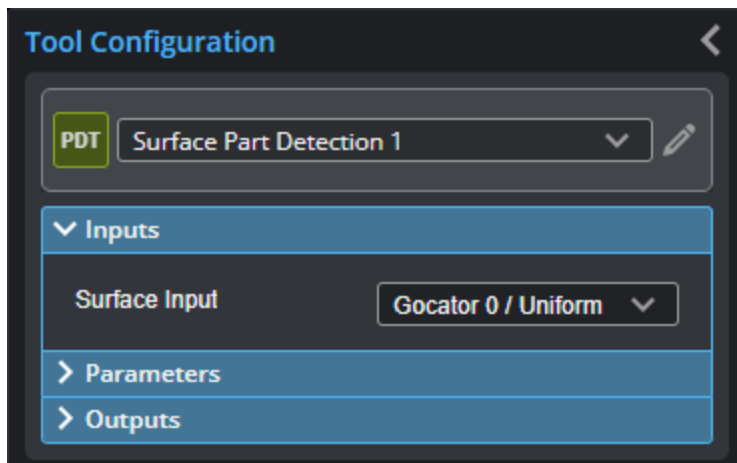 Tool Configuration
PDT Surface Part Detection 1
Inputs
Surface Input Gocator 0 / Uniform
Parameters
Outputs